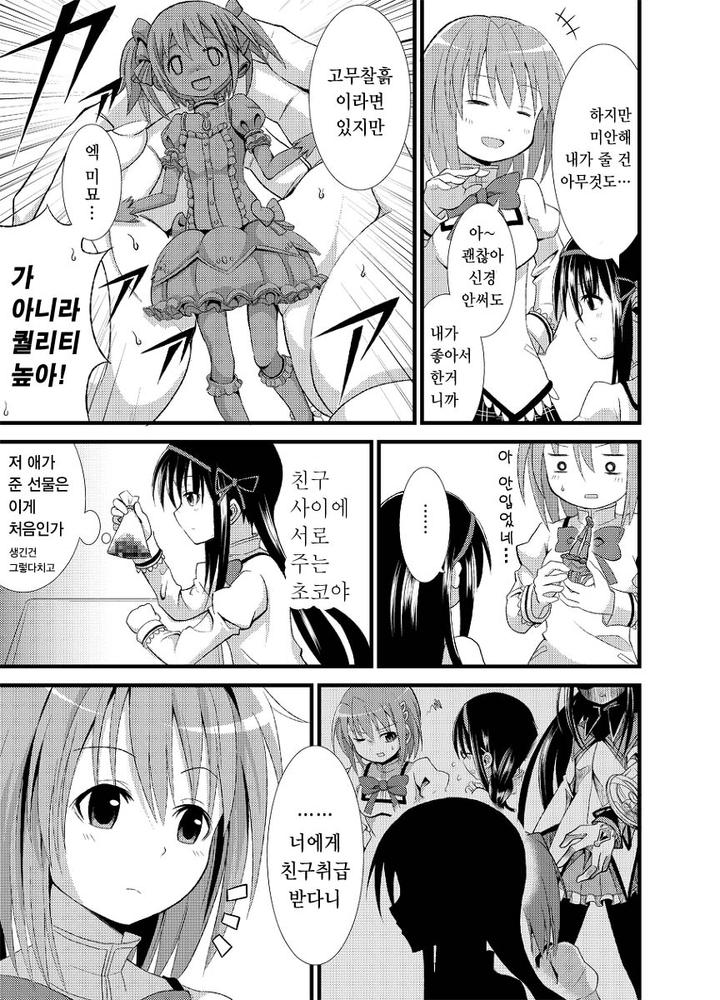 하지만
미안해
내가 줄 건
아무것도…
아~
괜찮아
신경
안써도
내가
좋아서
한거
니까
고무찰흙
이라면
있지만
엑 미묘…
가
아니라
퀄리티
높아!
아 안입었네…
……
친구
사이에
서로
주는
초코야
저 애가
준 선물은
이게
처음인가
생긴건
그렇다치고
……
너에게
친구취급
받다니